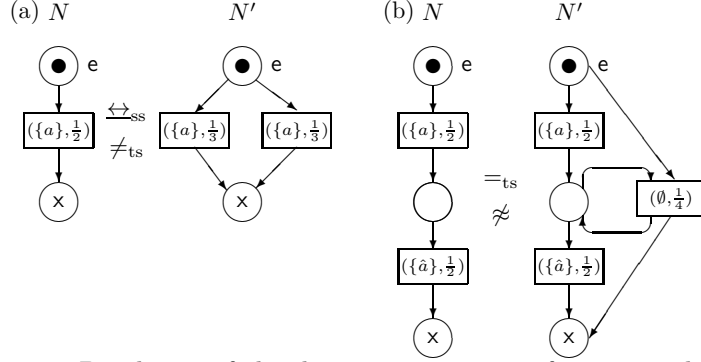 (a) N N′ (b) N N′
e e e e
({a},½) ↔ss ({a},⅓) ({a},⅓) ({a},½) ({a},½)
≠ts =ts (∅,¼)
≉
x x ({â},½) ({â},½)
x x